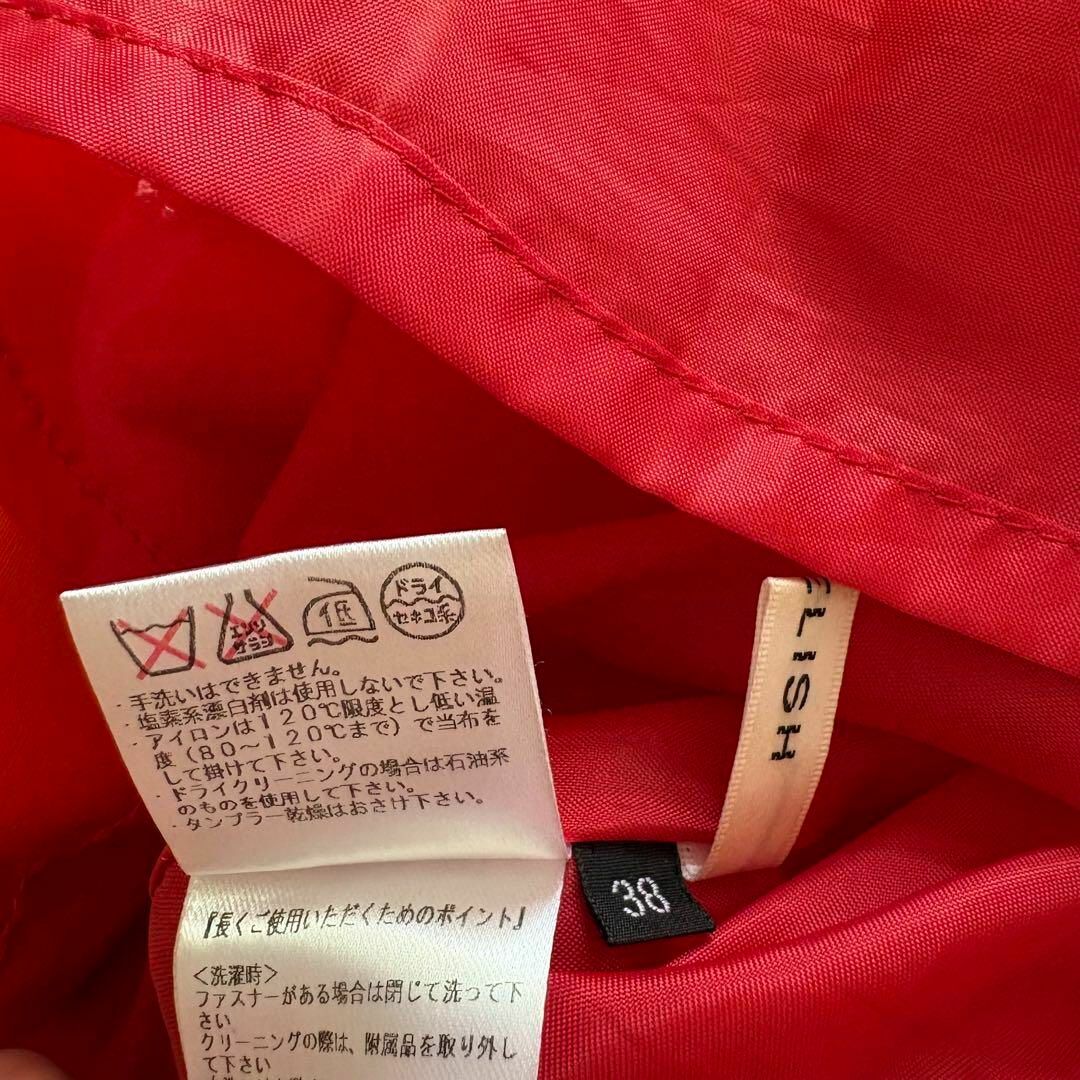 エンソ
サラシ
低
ドライ
セキユ系
・手洗いはできません。
・塩素系漂白剤は使用しないで下さい。
・アイロンは120℃限度とし低い温
度(80〜120℃まで)で当布を
して掛けて下さい。
・ドライクリーニングの場合は石油系
のものを使用して下さい。
・タンブラー乾燥はおさけ下さい。
ELISH
38
『長くご使用いただくためのポイント』
<洗濯時>
ファスナーがある場合は閉じて洗って下
さい
クリーニングの際は、附属品を取り外し
て下さい